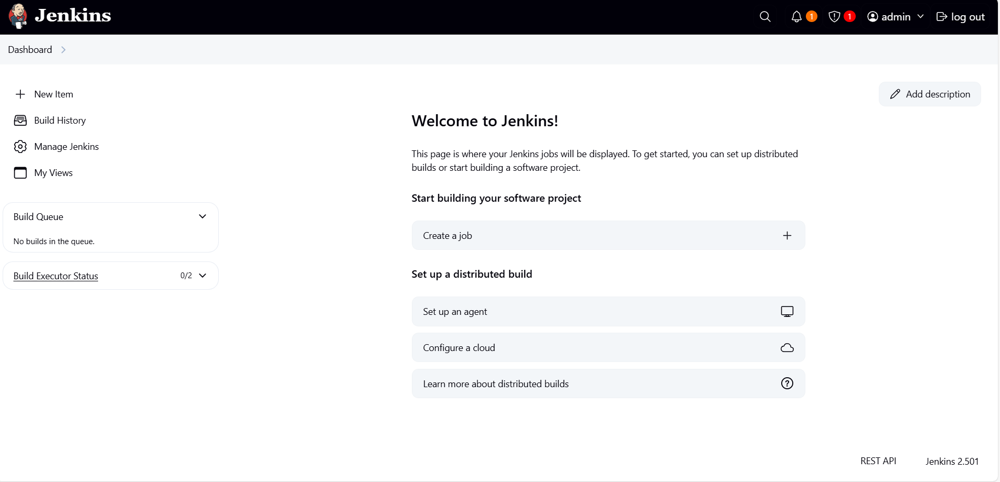 Jenkins
1
1
admin
log out
Dashboard
New Item
Build History
Manage Jenkins
My Views
Build Queue
No builds in the queue.
Build Executor Status
0/2
Add description
Welcome to Jenkins!
This page is where your Jenkins jobs will be displayed. To get started, you can set up distributed
builds or start building a software project.
Start building your software project
Create a job
Set up a distributed build
Set up an agent
Configure a cloud
Learn more about distributed builds
REST API
Jenkins 2.501